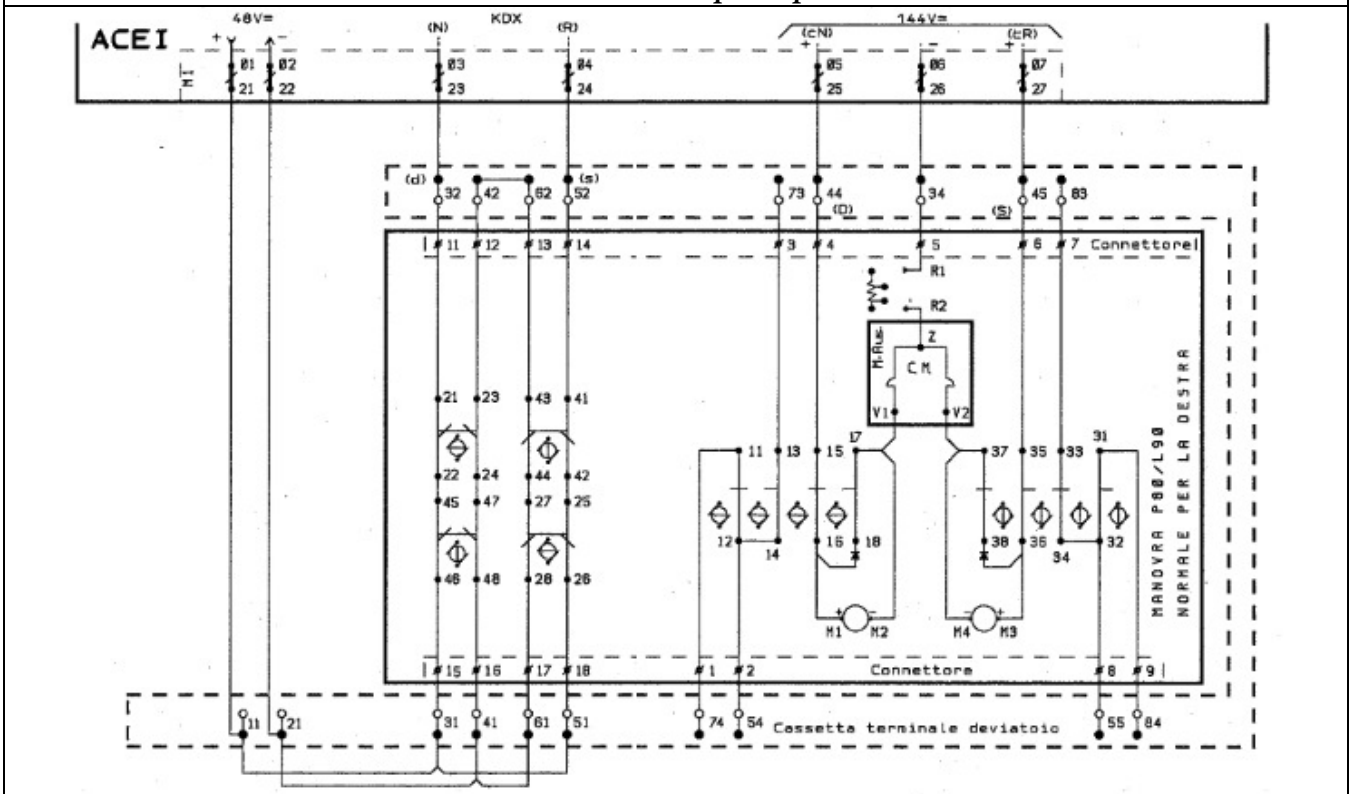 48V= KDX 144V=
ACEI + - (N) (R) (cN) + - (cR) +
MI 01 02 03 04 05 06 07
21 22 23 24 25 26 27
(d) 32 42 62 (s) 52 73 44 34 45 83
(D) (S)
11 12 13 14 3 4 5 6 7 Connettore
R1
R2
M.Aus. Z
CM
21 23 43 41 V1 V2
11 13 15 17 37 35 33 31
22 24 44 42
45 47 27 25
12 14 16 18 38 36 34 32
46 48 28 26
+ - - +
M1 M2 M4 M3
MANOVRA P80/L90
NORMALE PER LA DESTRA
15 16 17 18 1 2 Connettore 8 9
11 21 31 41 61 51 74 54 Cassetta terminale deviatoio 55 84